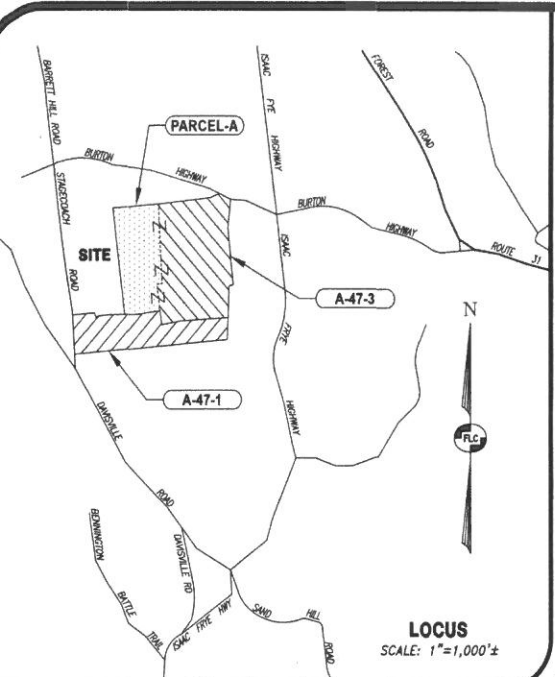 BARRETT HILL ROAD
STAGECOACH ROAD
ISAAC FYE HIGHWAY
FOREST ROAD
PARCEL-A
BURTON HIGHWAY
BURTON HIGHWAY
ROUTE 31
SITE
ISAAC FRYE HIGHWAY
A-47-3
N
A-47-1
FLC
DAVISVILLE ROAD
BENNINGTON BATTLE TRAIL
DAVISVILLE RD
ISAAC FRYE HWY
SAND HILL ROAD
LOCUS
SCALE: 1"=1,000'±